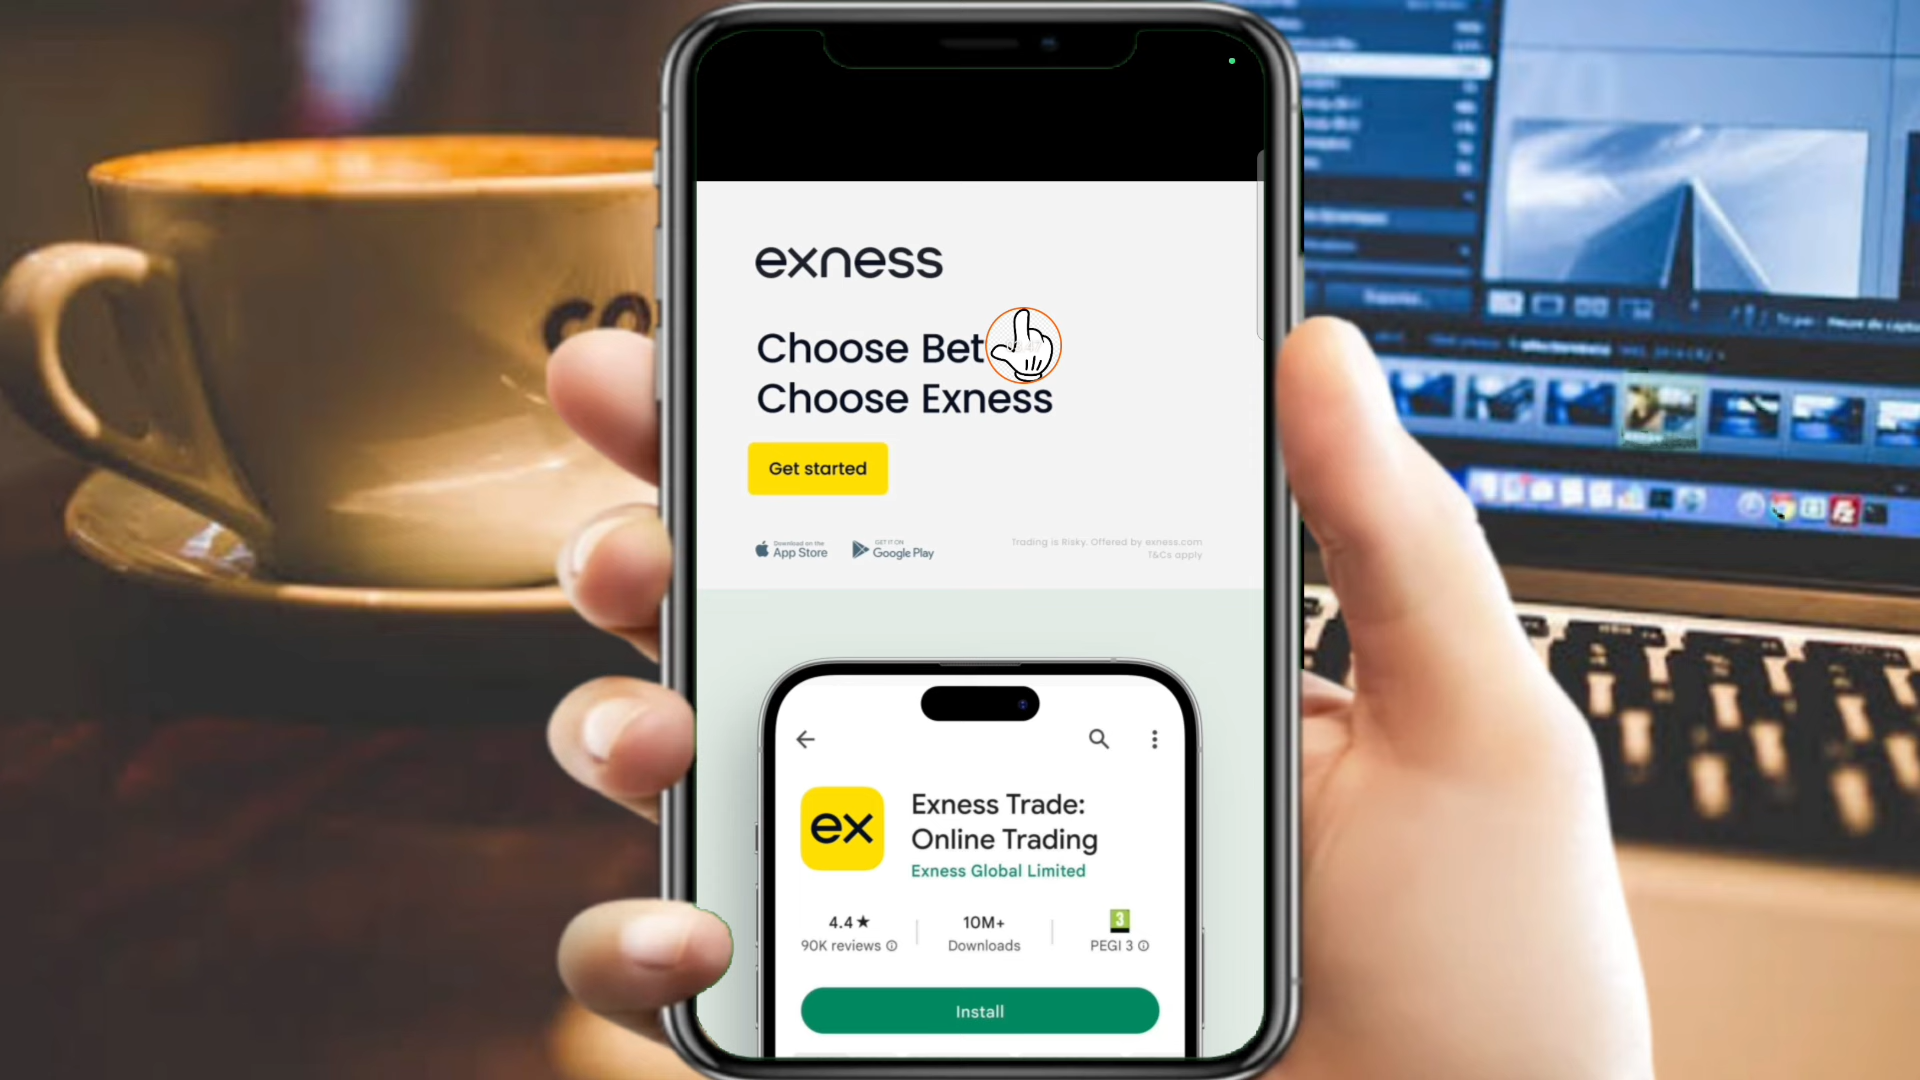 exness
Choose Bet
Choose Exness
Get started
Download on the
App Store
GET IT ON
Google Play
Trading is Risky. Offered by exness.com
T&Cs apply
ex
Exness Trade:
Online Trading
Exness Global Limited
4.4★
90K reviews
10M+
Downloads
3
PEGI 3
Install
CO